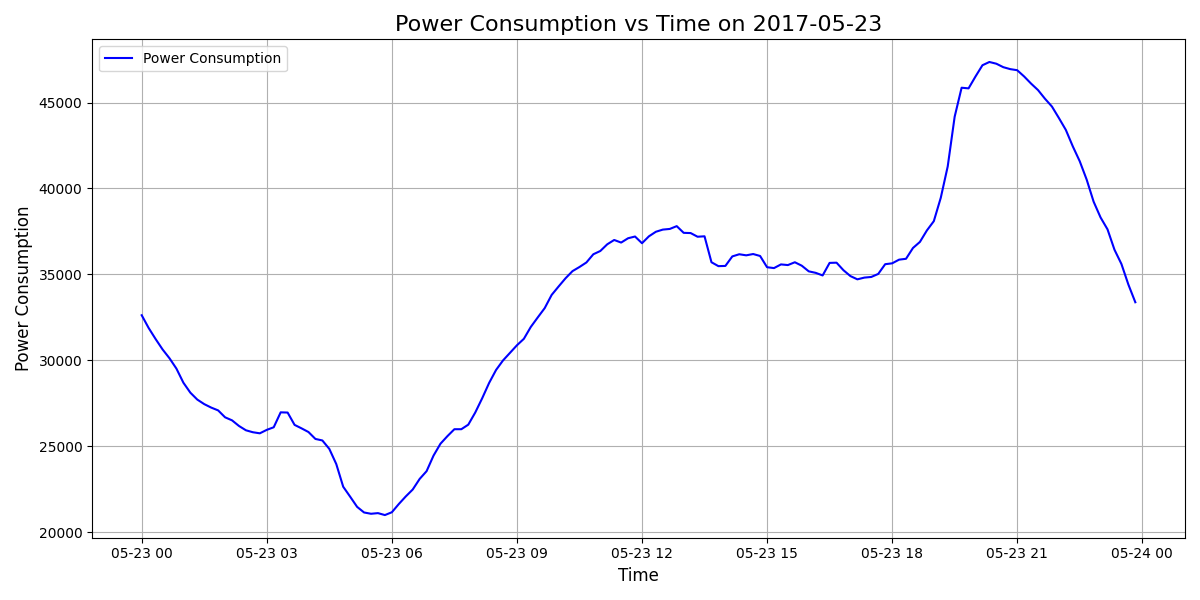 Power Consumption vs Time on 2017-05-23
Power Consumption
45000
40000
35000
30000
25000
20000
Power Consumption
05-23 00 05-23 03 05-23 06 05-23 09 05-23 12 05-23 15 05-23 18 05-23 21 05-24 00
Time